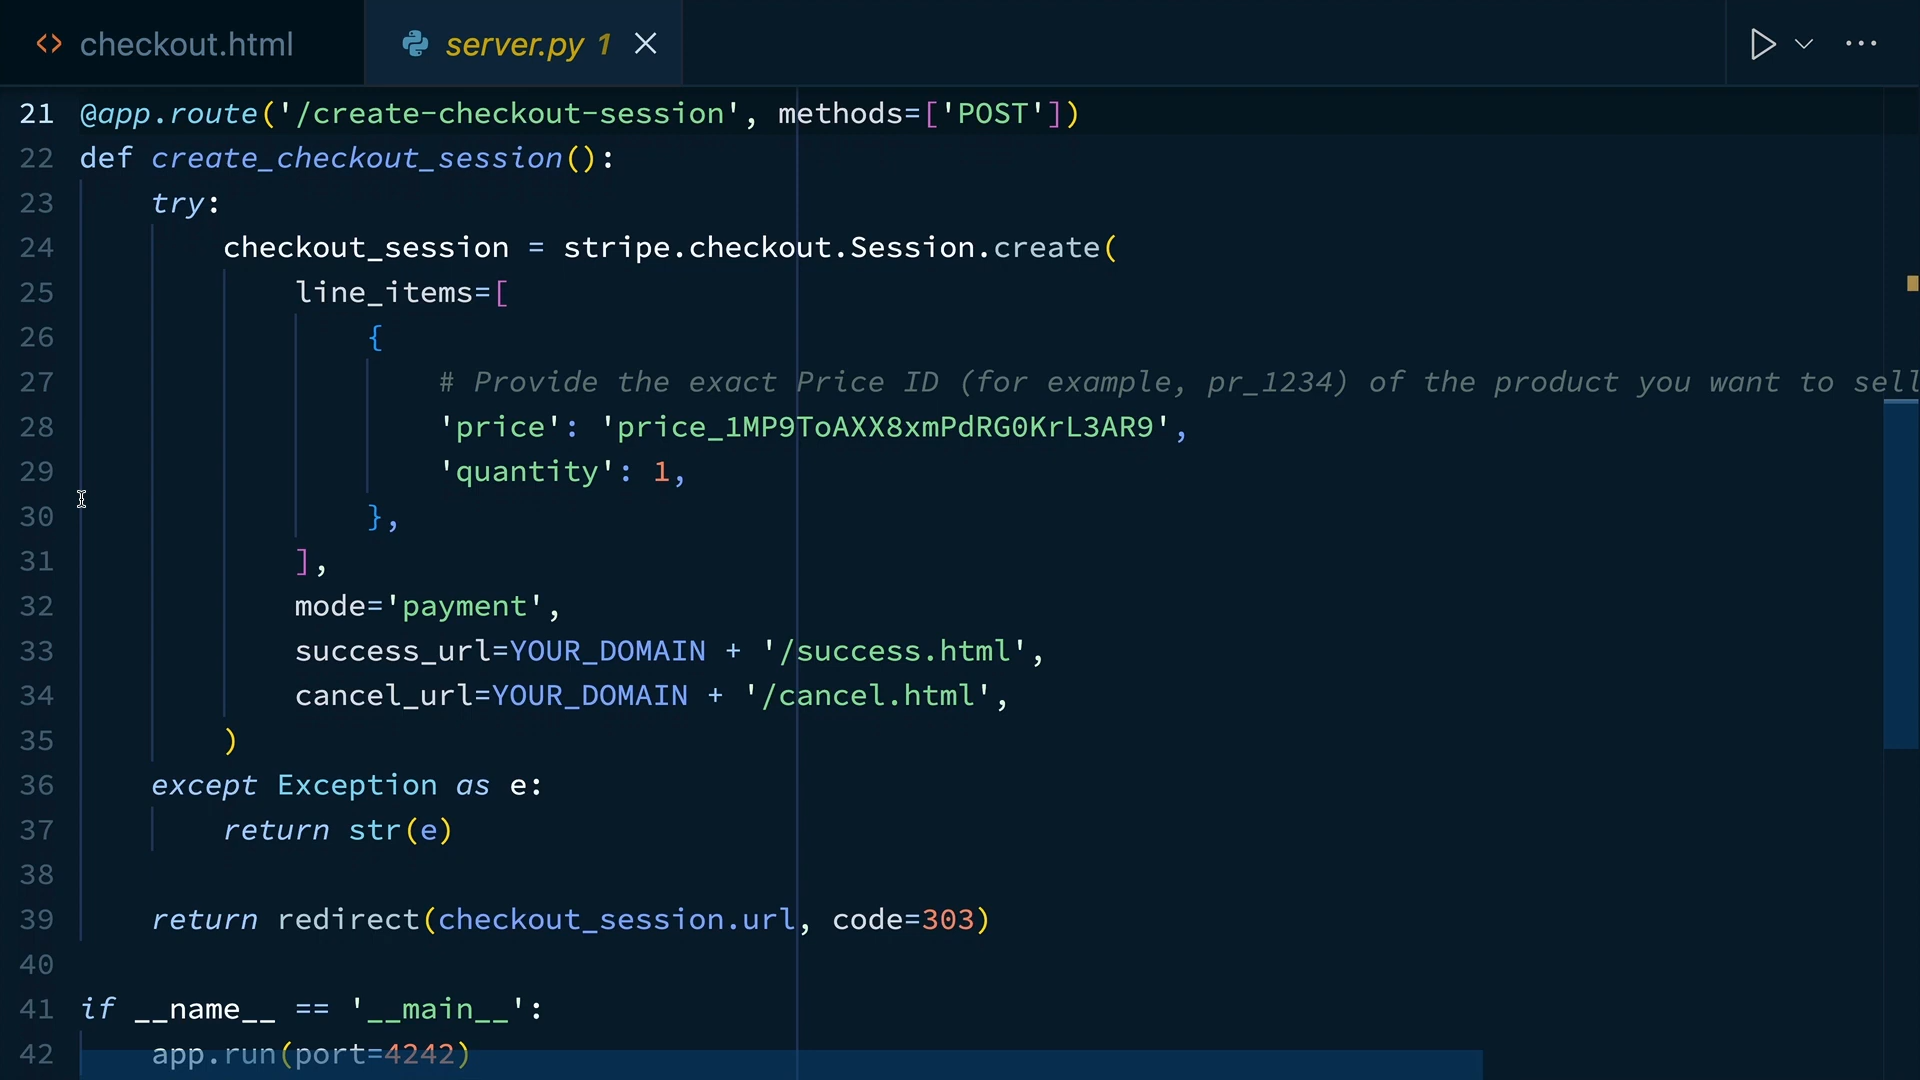 checkout.html
server.py 1
21 @app.route('/create-checkout-session', methods=['POST'])
22 def create_checkout_session():
23 try:
24 checkout_session = stripe.checkout.Session.create(
25 line_items=[
26 {
27 # Provide the exact Price ID (for example, pr_1234) of the product you want to sell
28 'price': 'price_1MP9ToAXX8xmPdRG0KrL3AR9',
29 'quantity': 1,
30 },
31 ],
32 mode='payment',
33 success_url=YOUR_DOMAIN + '/success.html',
34 cancel_url=YOUR_DOMAIN + '/cancel.html',
35 )
36 except Exception as e:
37 return str(e)
38
39 return redirect(checkout_session.url, code=303)
40
41 if __name__ == '__main__':
42 app.run(port=4242)